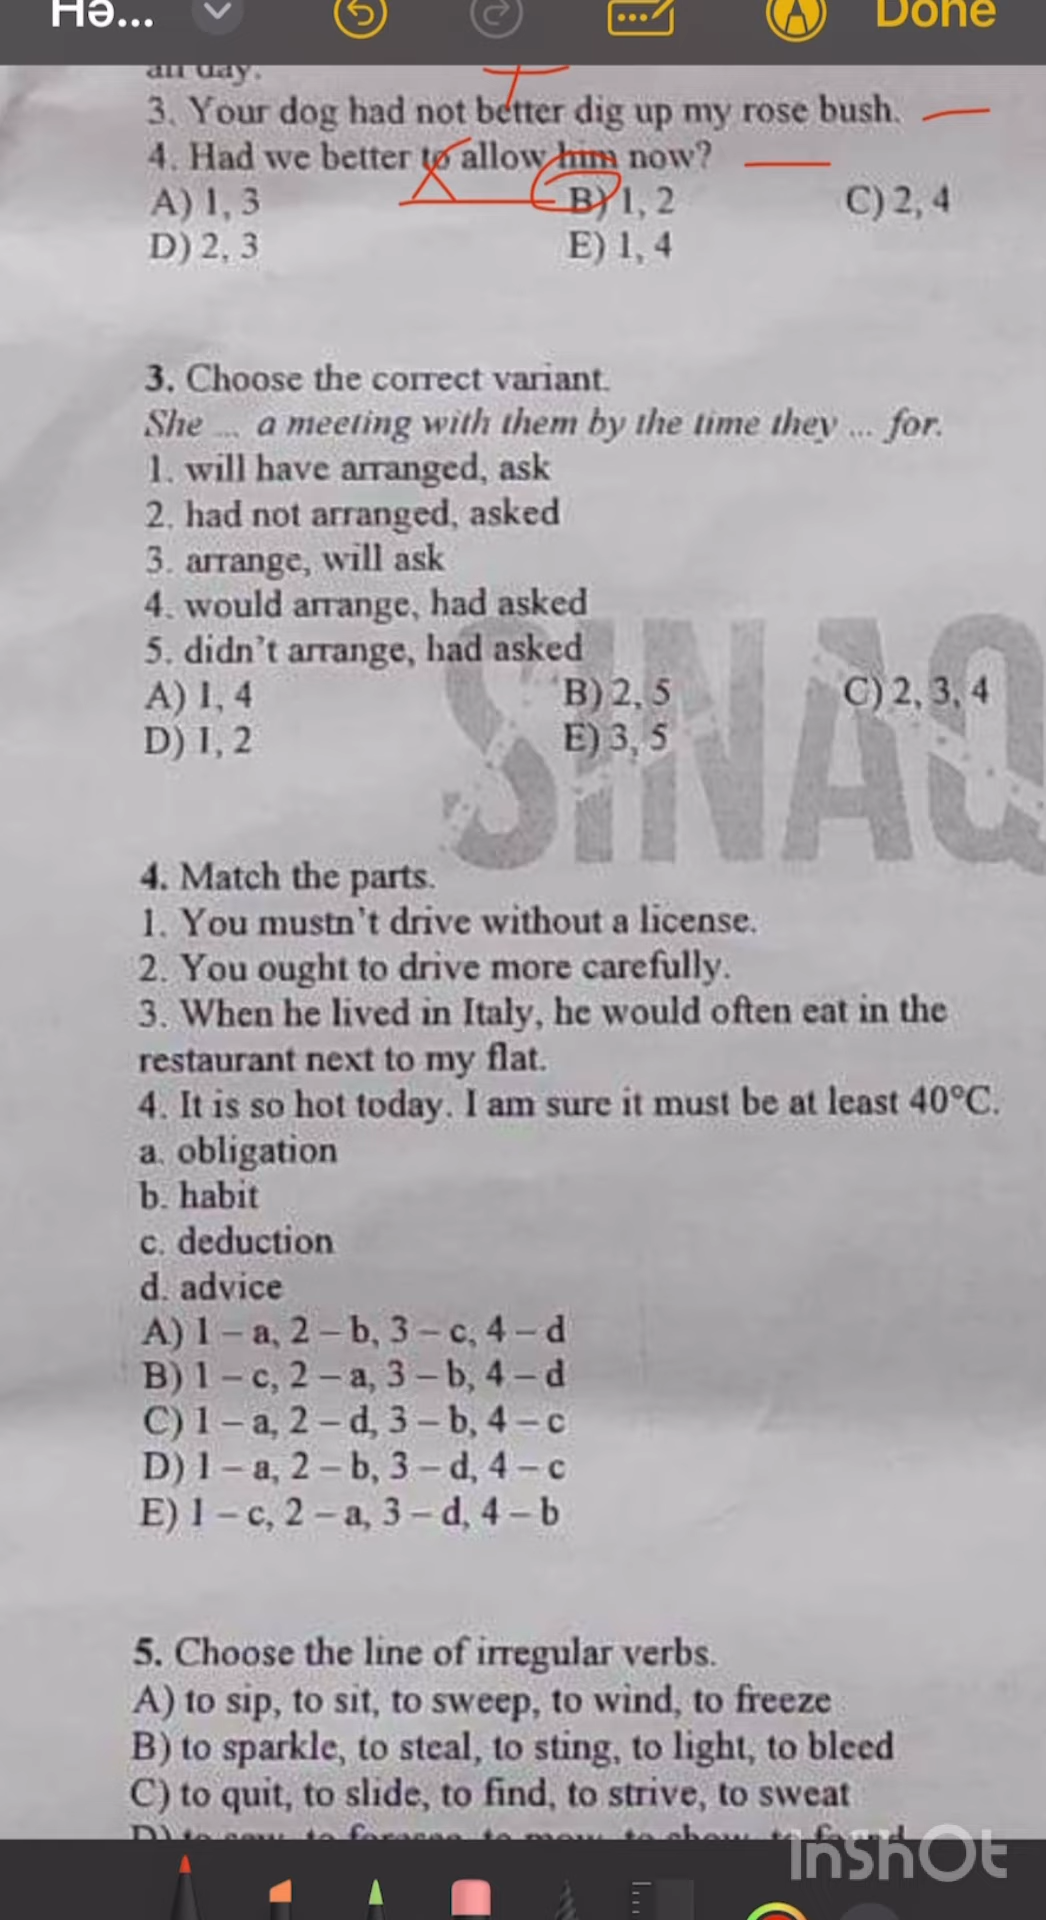 Hə...
Done
all day.
3. Your dog had not better dig up my rose bush.
4. Had we better to allow him now?
A) 1, 3 B) 1, 2 C) 2, 4
D) 2, 3 E) 1, 4
3. Choose the correct variant.
She ... a meeting with them by the time they ... for.
1. will have arranged, ask
2. had not arranged, asked
3. arrange, will ask
4. would arrange, had asked
5. didn't arrange, had asked
A) 1, 4 B) 2, 5 C) 2, 3, 4
D) 1, 2 E) 3, 5
SINAQ
4. Match the parts.
1. You mustn't drive without a license.
2. You ought to drive more carefully.
3. When he lived in Italy, he would often eat in the
restaurant next to my flat.
4. It is so hot today. I am sure it must be at least 40°C.
a. obligation
b. habit
c. deduction
d. advice
A) 1 – a, 2 – b, 3 – c, 4 – d
B) 1 – c, 2 – a, 3 – b, 4 – d
C) 1 – a, 2 – d, 3 – b, 4 – c
D) 1 – a, 2 – b, 3 – d, 4 – c
E) 1 – c, 2 – a, 3 – d, 4 – b
5. Choose the line of irregular verbs.
A) to sip, to sit, to sweep, to wind, to freeze
B) to sparkle, to steal, to sting, to light, to bleed
C) to quit, to slide, to find, to strive, to sweat
InShOt